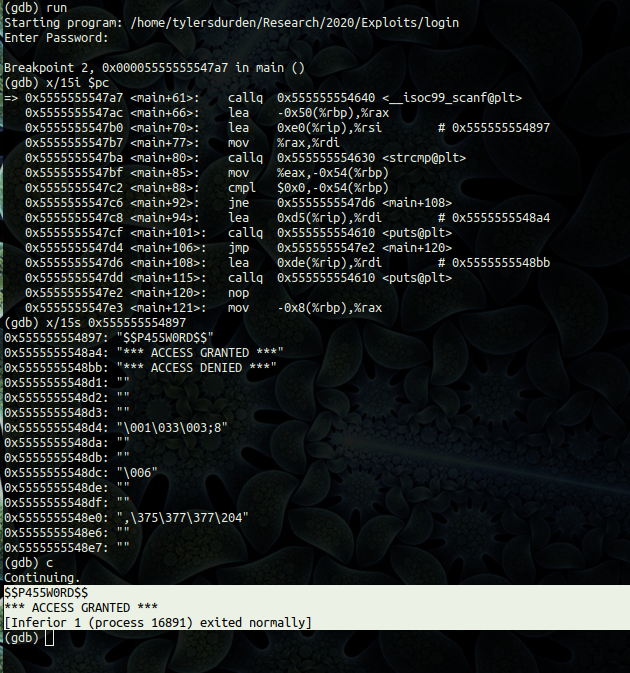 (gdb) run
Starting program: /home/tylersdurden/Research/2020/Exploits/login
Enter Password:
Breakpoint 2, 0x00005555555547a7 in main ()
(gdb) x/15i $pc
=> 0x5555555547a7 <main+61>: callq 0x555555554640 <__isoc99_scanf@plt>
0x5555555547ac <main+66>: lea -0x50(%rbp),%rax
0x5555555547b0 <main+70>: lea 0xe0(%rip),%rsi # 0x555555554897
0x5555555547b7 <main+77>: mov %rax,%rdi
0x5555555547ba <main+80>: callq 0x555555554630 <strcmp@plt>
0x5555555547bf <main+85>: mov %eax,-0x54(%rbp)
0x5555555547c2 <main+88>: cmpl $0x0,-0x54(%rbp)
0x5555555547c6 <main+92>: jne 0x5555555547d6 <main+108>
0x5555555547c8 <main+94>: lea 0xd5(%rip),%rdi # 0x5555555548a4
0x5555555547cf <main+101>: callq 0x555555554610 <puts@plt>
0x5555555547d4 <main+106>: jmp 0x5555555547e2 <main+120>
0x5555555547d6 <main+108>: lea 0xde(%rip),%rdi # 0x5555555548bb
0x5555555547dd <main+115>: callq 0x555555554610 <puts@plt>
0x5555555547e2 <main+120>: nop
0x5555555547e3 <main+121>: mov -0x8(%rbp),%rax
(gdb) x/15s 0x555555554897
0x555555554897: "$$P455W0RD$$"
0x5555555548a4: "*** ACCESS GRANTED ***"
0x5555555548bb: "*** ACCESS DENIED ***"
0x5555555548d1: ""
0x5555555548d2: ""
0x5555555548d3: ""
0x5555555548d4: "\001\033\003;8"
0x5555555548da: ""
0x5555555548db: ""
0x5555555548dc: "\006"
0x5555555548de: ""
0x5555555548df: ""
0x5555555548e0: ",\375\377\377\204"
0x5555555548e6: ""
0x5555555548e7: ""
(gdb) c
Continuing.
$$P455W0RD$$
*** ACCESS GRANTED ***
[Inferior 1 (process 16891) exited normally]
(gdb)